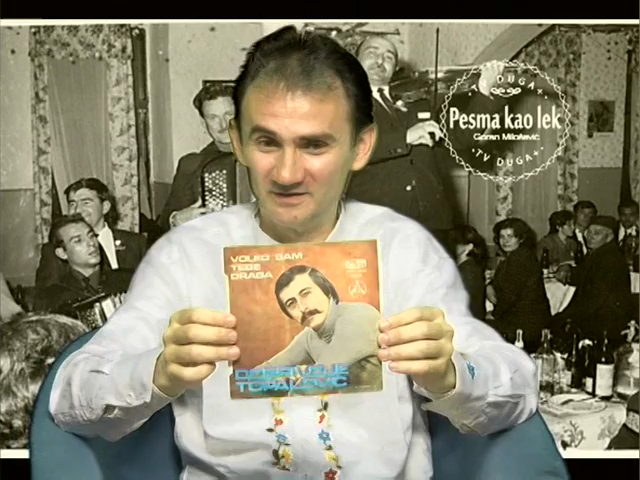 TV DUGA+
Pesma kao lek
Goran Milošević
TV DUGA+
VOLEO SAM
TEBE
DRAGA
DOBRIVOJE
TOPALOVIĆ